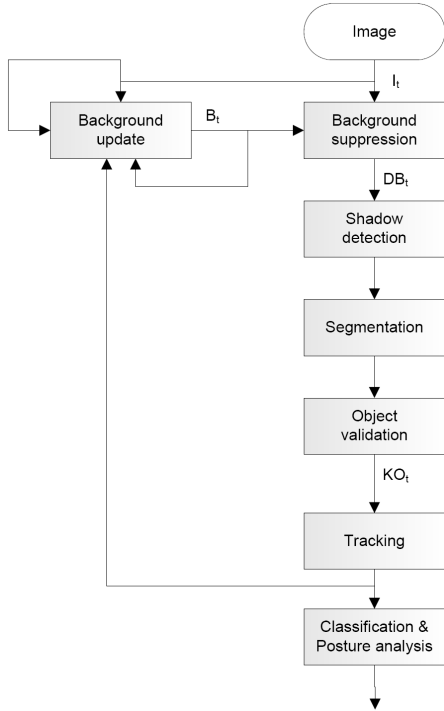 Image
I_t
Background
update
B_t
Background
suppression
DB_t
Shadow
detection
Segmentation
Object
validation
KO_t
Tracking
Classification &
Posture analysis